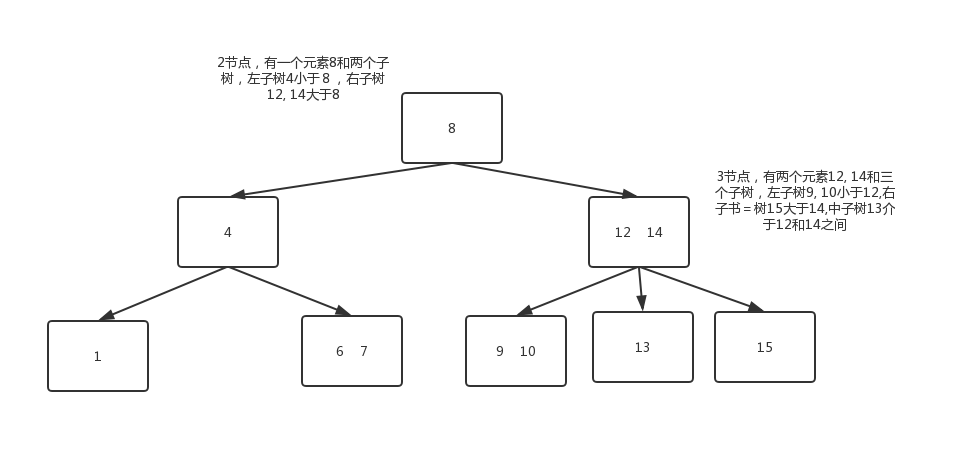 2节点，有一个元素8和两个子
树，左子树4小于８，右子树
12, 14大于8
8
3节点，有两个元素12, 14和三
个子树，左子树9, 10小于12,右
子书＝树15大于14,中子树13介
于12和14之间
4
12 14
1
6 7
9 10
13
15